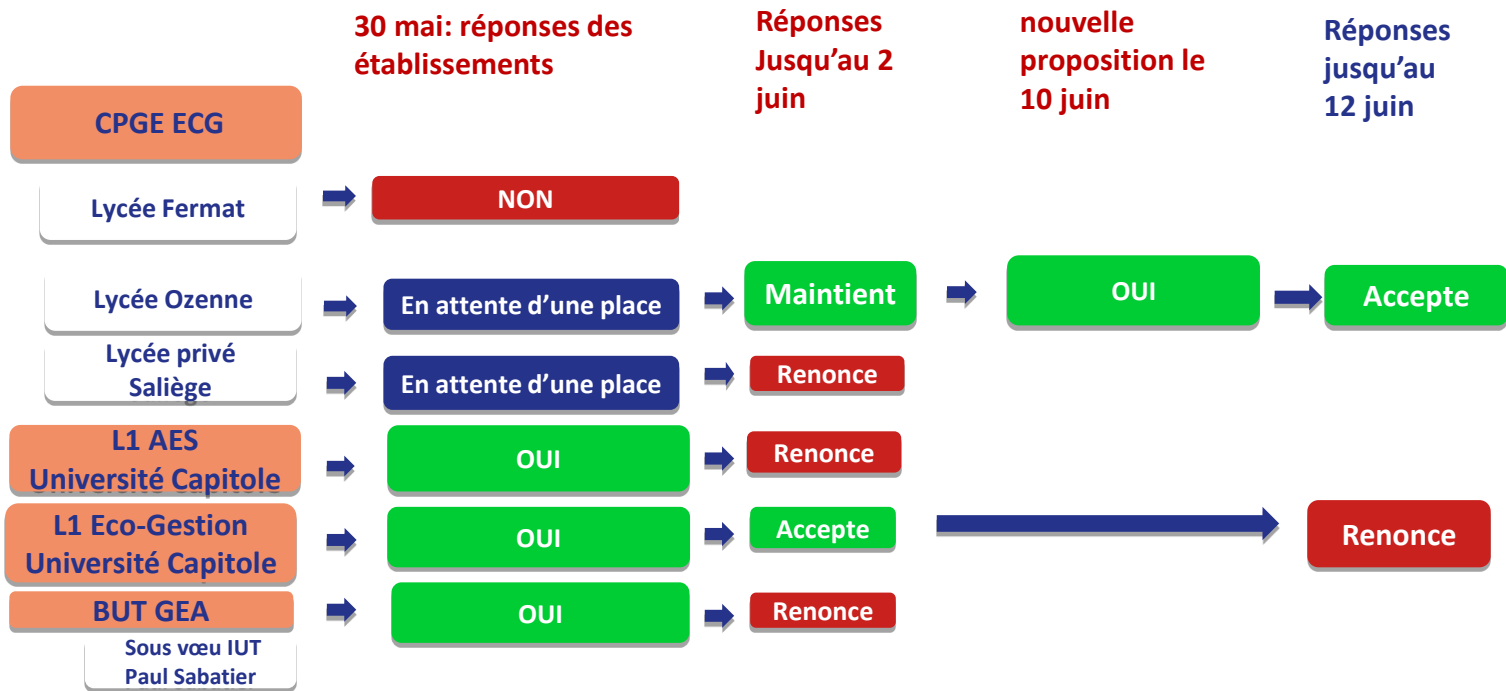 30 mai: réponses des
établissements
Réponses
Jusqu'au 2
juin
nouvelle
proposition le
10 juin
Réponses
jusqu'au
12 juin
CPGE ECG
Lycée Fermat
NON
Lycée Ozenne
En attente d'une place
Maintient
OUI
Accepte
Lycée privé
Saliège
En attente d'une place
Renonce
L1 AES
Université Capitole
OUI
Renonce
L1 Eco-Gestion
Université Capitole
OUI
Accepte
Renonce
BUT GEA
OUI
Renonce
Sous vœu IUT
Paul Sabatier